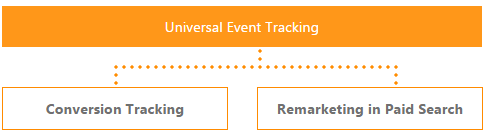 Universal Event Tracking
Conversion Tracking
Remarketing in Paid Search